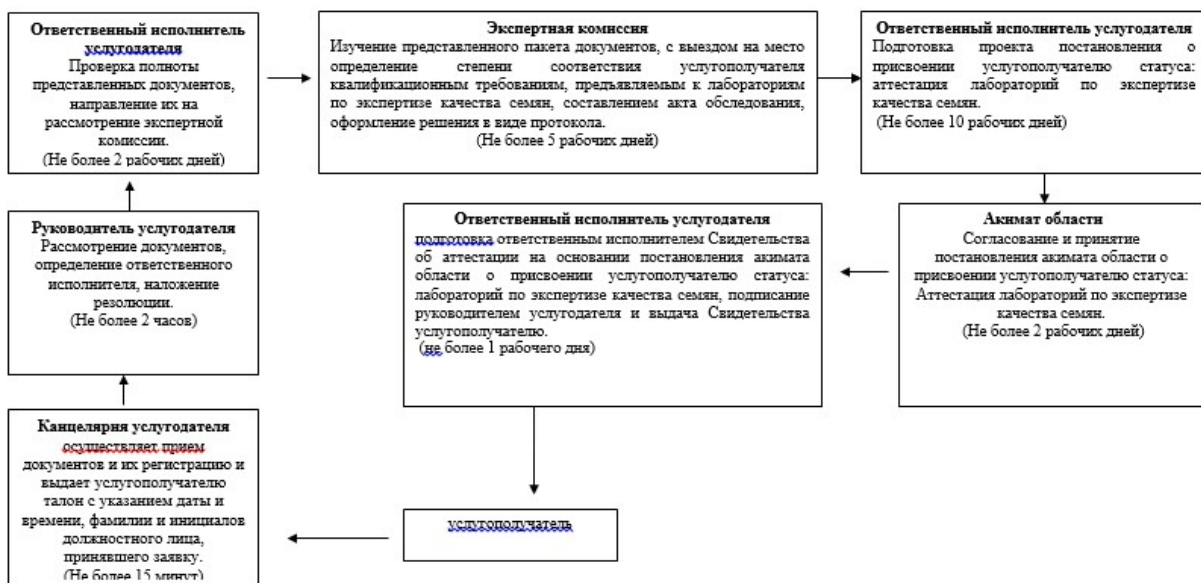 Ответственный исполнитель
услугодателя
Проверка полноты
представленных документов,
направление их на
рассмотрение экспертной
комиссии.
(Не более 2 рабочих дней)
Экспертная комиссия
Изучение представленного пакета документов, с выездом на место
определение степени соответствия услугополучателя
квалификационным требованиям, предъявляемым к лабораториям
по экспертизе качества семян, составлением акта обследования,
оформление решения в виде протокола.
(Не более 5 рабочих дней)
Ответственный исполнитель услугодателя
Подготовка проекта постановления о
присвоении услугополучателю статуса:
аттестация лабораторий по экспертизе
качества семян.
(Не более 10 рабочих дней)
Руководитель услугодателя
Рассмотрение документов,
определение ответственного
исполнителя, наложение
резолюции.
(Не более 2 часов)
Ответственный исполнитель услугодателя
подготовка ответственным исполнителем Свидетельства
об аттестации на основании постановления акимата
области о присвоении услугополучателю статуса:
лабораторий по экспертизе качества семян, подписание
руководителем услугодателя и выдача Свидетельства
услугополучателю.
(не более 1 рабочего дня)
Акимат области
Согласование и принятие
постановления акимата области о
присвоении услугополучателю статуса:
Аттестация лабораторий по экспертизе
качества семян.
(Не более 2 рабочих дней)
Канцелярия услугодателя
осуществляет прием
документов и их регистрацию и
выдает услугополучателю
талон с указанием даты и
времени, фамилии и инициалов
должностного лица,
принявшего заявку.
(Не более 15 минут)
услугополучатель